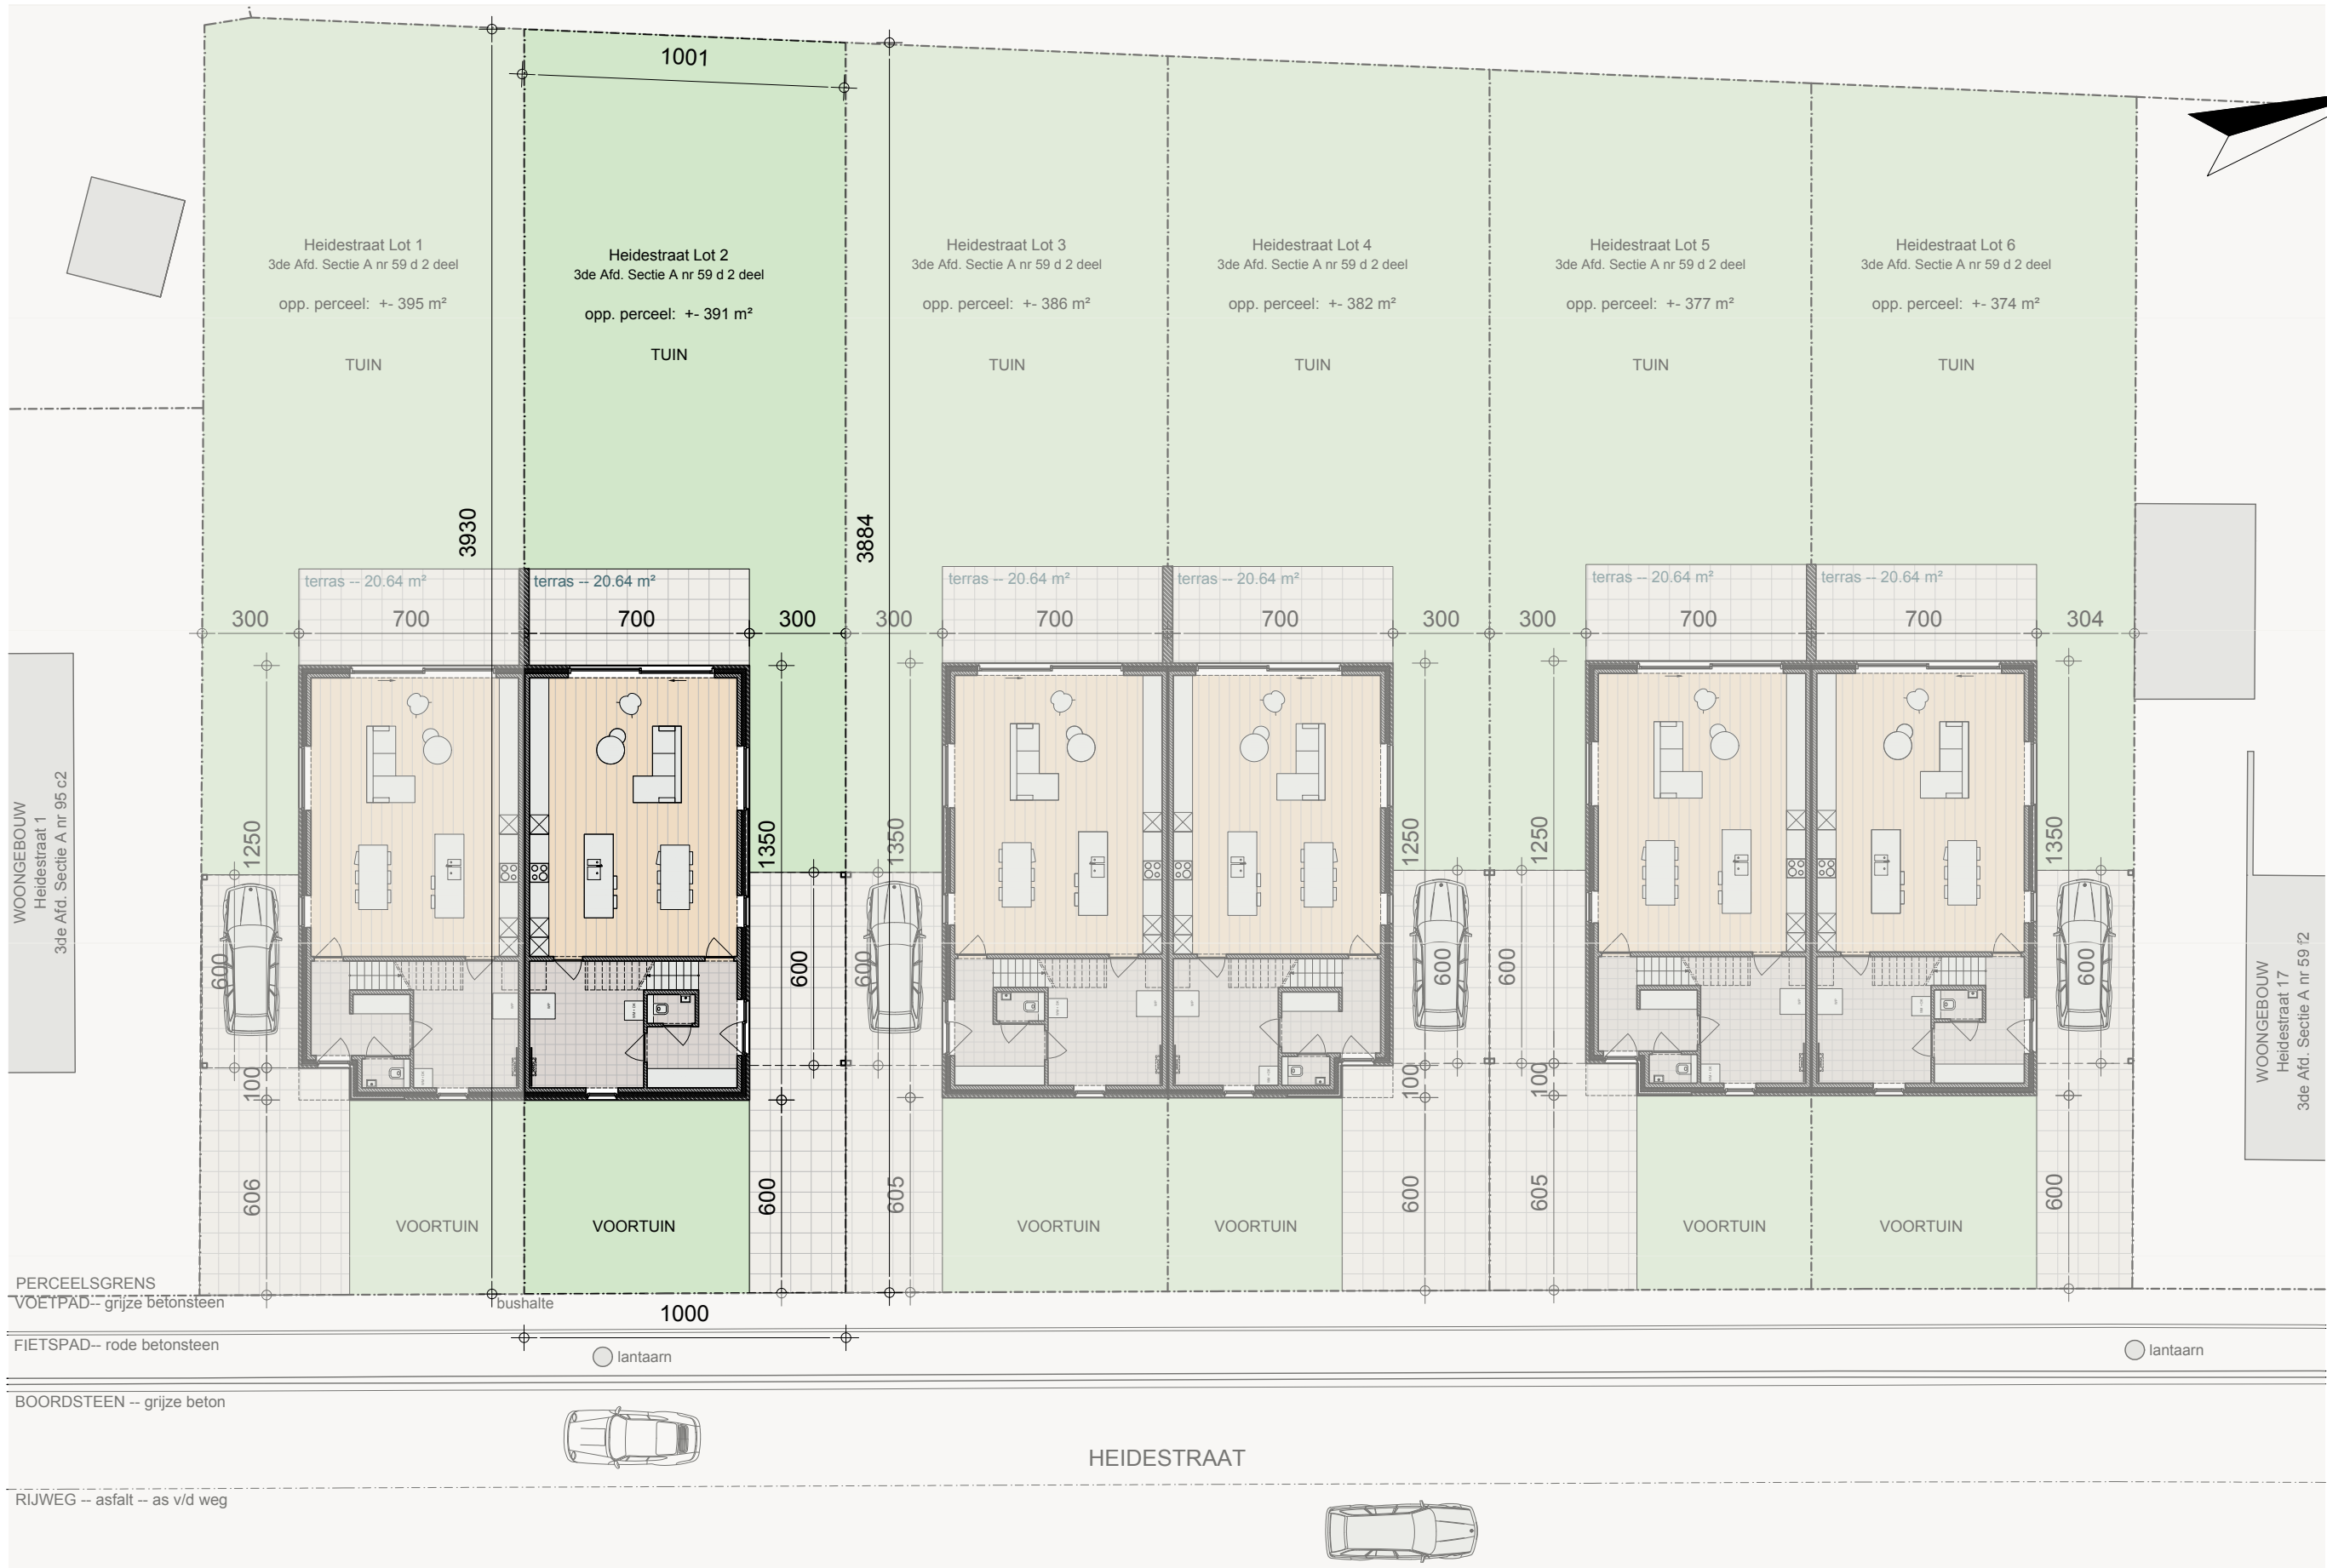 1001
Heidestraat Lot 1
3de Afd. Sectie A nr 59 d 2 deel
opp. perceel: +- 395 m²
TUIN
Heidestraat Lot 2
3de Afd. Sectie A nr 59 d 2 deel
opp. perceel: +- 391 m²
TUIN
Heidestraat Lot 3
3de Afd. Sectie A nr 59 d 2 deel
opp. perceel: +- 386 m²
TUIN
Heidestraat Lot 4
3de Afd. Sectie A nr 59 d 2 deel
opp. perceel: +- 382 m²
TUIN
Heidestraat Lot 5
3de Afd. Sectie A nr 59 d 2 deel
opp. perceel: +- 377 m²
TUIN
Heidestraat Lot 6
3de Afd. Sectie A nr 59 d 2 deel
opp. perceel: +- 374 m²
TUIN
3930
3884
terras -- 20.64 m²
terras -- 20.64 m²
terras -- 20.64 m²
terras -- 20.64 m²
terras -- 20.64 m²
terras -- 20.64 m²
300
700
700
300
300
700
700
300
300
700
700
304
WOONGEBOUW
Heidestraat 1
3de Afd. Sectie A nr 95 c2
1250
1350
1350
1250
1250
1350
600
600
600
600
600
600
WOONGEBOUW
Heidestraat 17
3de Afd. Sectie A nr 59 f2
100
100
100
606
600
605
600
605
600
VOORTUIN
VOORTUIN
VOORTUIN
VOORTUIN
VOORTUIN
VOORTUIN
PERCEELSGRENS
VOETPAD-- grijze betonsteen
bushalte
1000
FIETSPAD-- rode betonsteen
lantaarn
lantaarn
BOORDSTEEN -- grijze beton
HEIDESTRAAT
RIJWEG -- asfalt -- as v/d weg